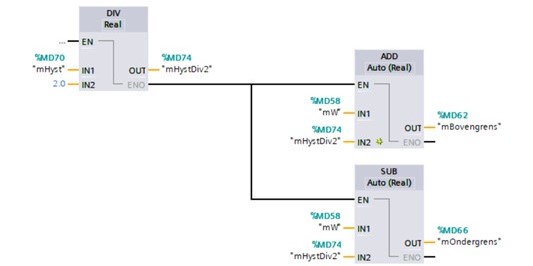 DIV
Real
... EN
%MD70
"mHyst" IN1
2.0 IN2
%MD74
OUT "mHystDiv2"
ENO
ADD
Auto (Real)
EN
%MD58
"mW" IN1
%MD74
"mHystDiv2" IN2
%MD62
OUT "mBovengrens"
ENO
SUB
Auto (Real)
EN
%MD58
"mW" IN1
%MD74
"mHystDiv2" IN2
%MD66
OUT "mOndergrens"
ENO